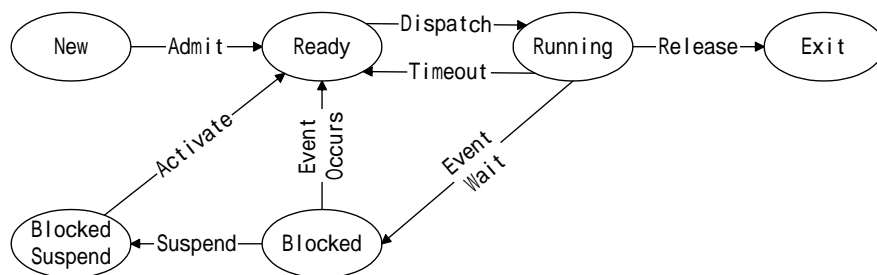 Dispatch
New
Admit
Ready
Running
Release
Exit
Timeout
Activate
Event
Occurs
Event
Wait
Blocked
Suspend
Suspend
Blocked